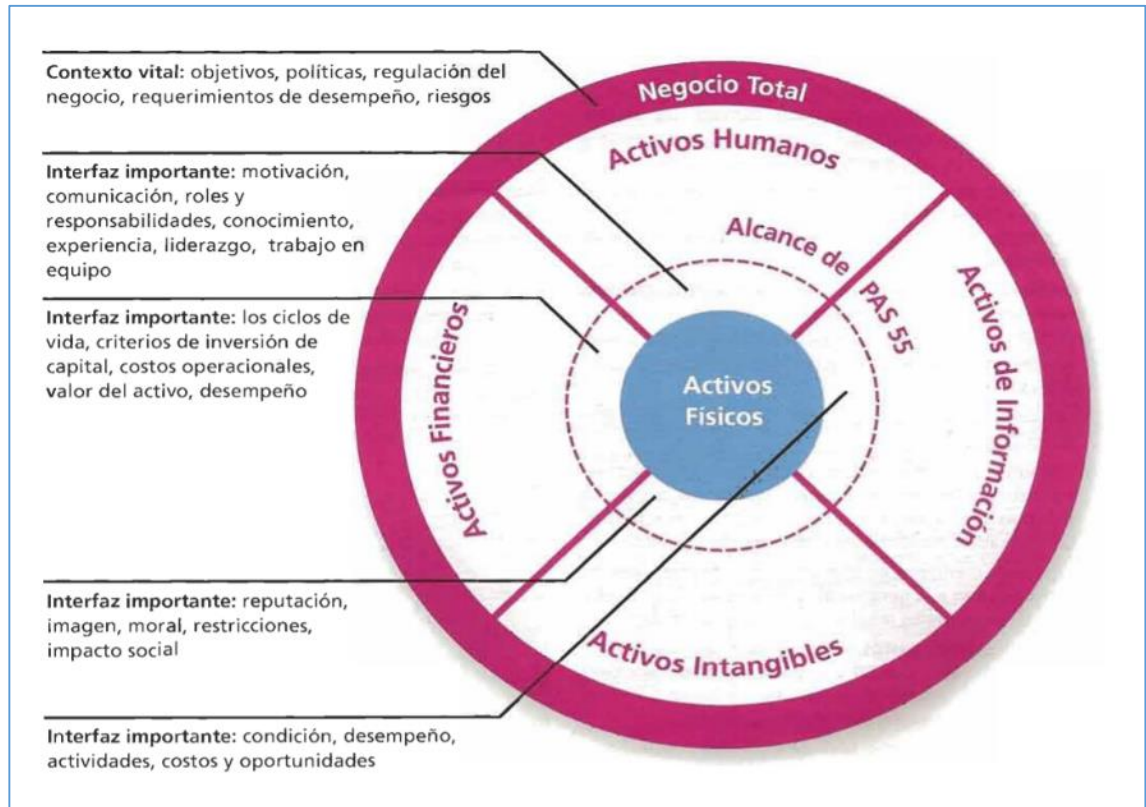 Contexto vital: objetivos, políticas, regulación del
negocio, requerimientos de desempeño, riesgos
Interfaz importante: motivación,
comunicación, roles y
responsabilidades, conocimiento,
experiencia, liderazgo, trabajo en
equipo
Interfaz importante: los ciclos de
vida, criterios de inversión de
capital, costos operacionales,
valor del activo, desempeño
Interfaz importante: reputación,
imagen, moral, restricciones,
impacto social
Interfaz importante: condición, desempeño,
actividades, costos y oportunidades
Negocio Total
Activos Humanos
Alcance de PAS 55
Activos Financieros
Activos
Físicos
Activos de Información
Activos Intangibles